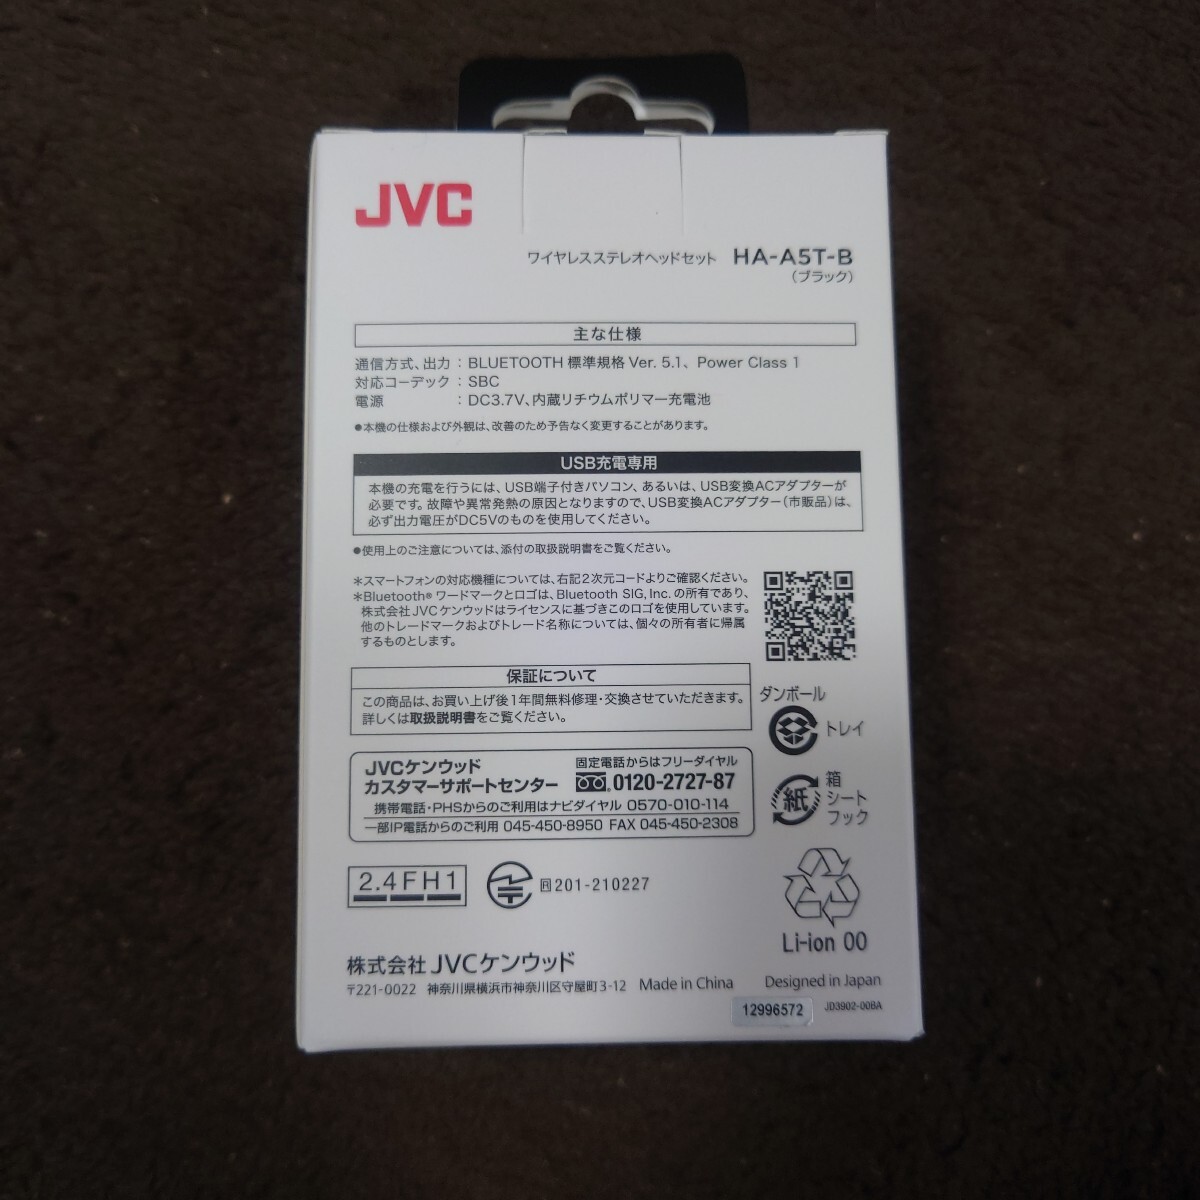 JVC
ワイヤレスステレオヘッドセット HA-A5T-B
(ブラック)
主な仕様
通信方式、出力 : BLUETOOTH 標準規格 Ver. 5.1、Power Class 1
対応コーデック : SBC
電源 : DC3.7V、内蔵リチウムポリマー充電池
●本機の仕様および外観は、改善のため予告なく変更することがあります。
USB充電専用
本機の充電を行うには、USB端子付きパソコン、あるいは、USB変換ACアダプターが
必要です。故障や異常発熱の原因となりますので、USB変換ACアダプター(市販品)は、
必ず出力電圧がDC5Vのものを使用してください。
●使用上のご注意については、添付の取扱説明書をご覧ください。
*スマートフォンの対応機種については、右記2次元コードよりご確認ください。
*Bluetooth® ワードマークとロゴは、Bluetooth SIG, Inc. の所有であり、
株式会社 JVCケンウッドはライセンスに基づきこのロゴを使用しています。
他のトレードマークおよびトレード名称については、個々の所有者に帰属
するものとします。
保証について
この商品は、お買い上げ後1年間無料修理・交換させていただきます。
詳しくは取扱説明書をご覧ください。
ダンボール
トレイ
紙
箱
シート
フック
JVCケンウッド
カスタマーサポートセンター
固定電話からはフリーダイヤル
0120-2727-87
携帯電話・PHSからのご利用はナビダイヤル 0570-010-114
一部IP電話からのご利用 045-450-8950 FAX 045-450-2308
2.4FH1
R 201-210227
Li-ion 00
株式会社 JVCケンウッド
〒221-0022 神奈川県横浜市神奈川区守屋町3-12 Made in China Designed in Japan
12996572 JD3902-00BA